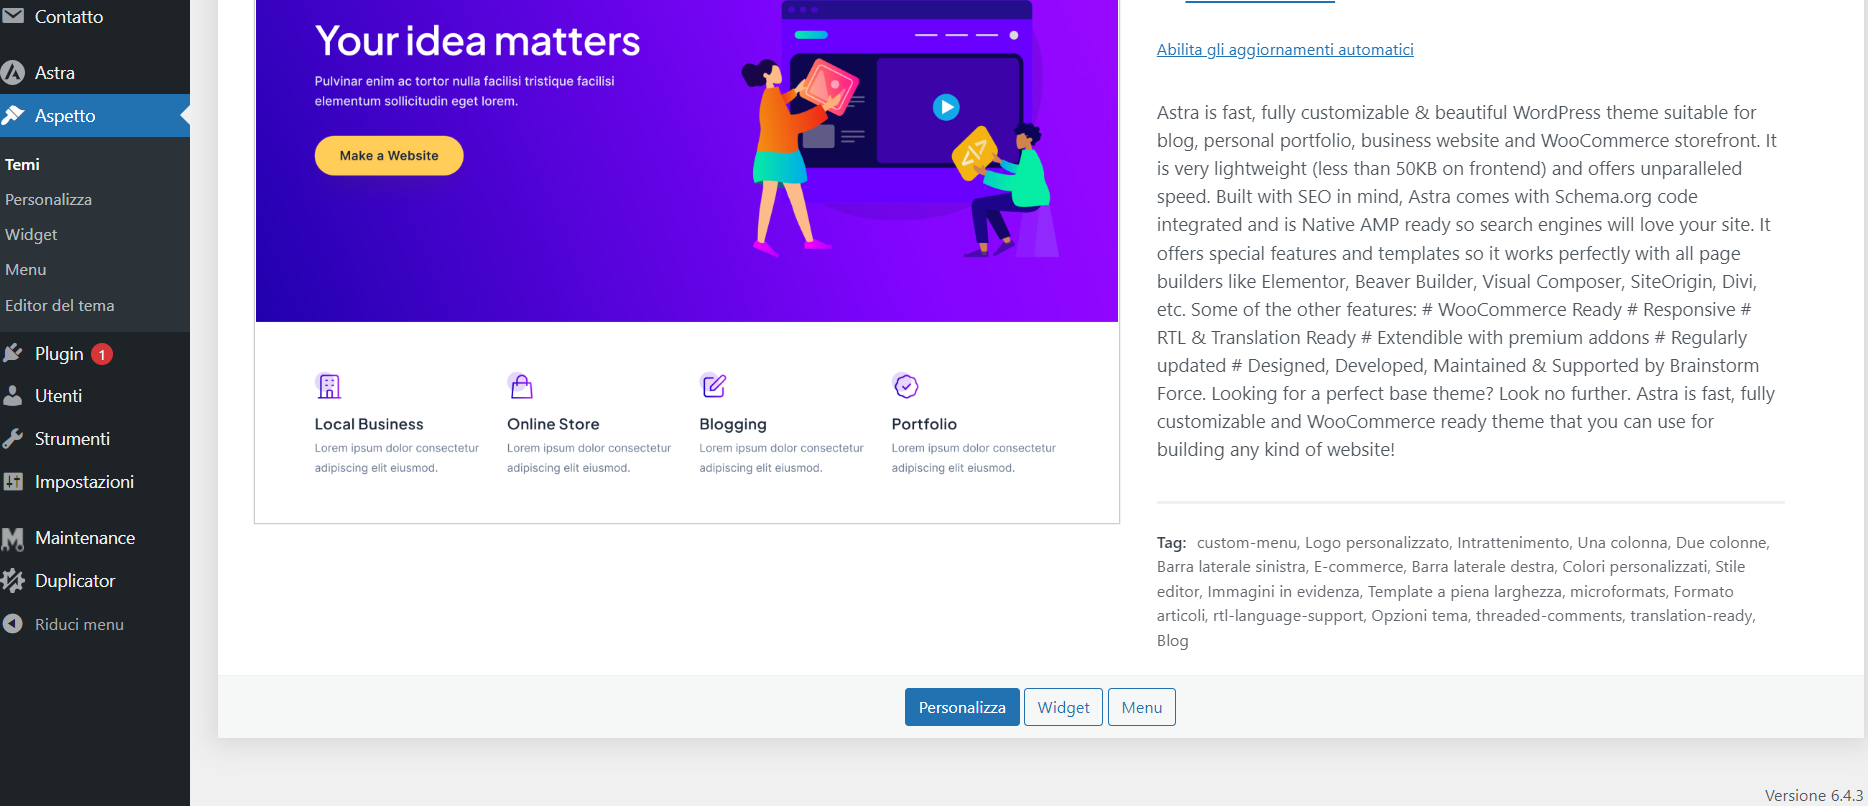 Contatto
Astra
Aspetto
Temi
Personalizza
Widget
Menu
Editor del tema
Plugin 1
Utenti
Strumenti
Impostazioni
Maintenance
Duplicator
Riduci menu
Your idea matters
Pulvinar enim ac tortor nulla facilisi tristique facilisi
elementum sollicitudin eget lorem.
Make a Website
Local Business
Lorem ipsum dolor consectetur
adipiscing elit eiusmod.
Online Store
Lorem ipsum dolor consectetur
adipiscing elit eiusmod.
Blogging
Lorem ipsum dolor consectetur
adipiscing elit eiusmod.
Portfolio
Lorem ipsum dolor consectetur
adipiscing elit eiusmod.
Abilita gli aggiornamenti automatici
Astra is fast, fully customizable & beautiful WordPress theme suitable for
blog, personal portfolio, business website and WooCommerce storefront. It
is very lightweight (less than 50KB on frontend) and offers unparalleled
speed. Built with SEO in mind, Astra comes with Schema.org code
integrated and is Native AMP ready so search engines will love your site. It
offers special features and templates so it works perfectly with all page
builders like Elementor, Beaver Builder, Visual Composer, SiteOrigin, Divi,
etc. Some of the other features: # WooCommerce Ready # Responsive #
RTL & Translation Ready # Extendible with premium addons # Regularly
updated # Designed, Developed, Maintained & Supported by Brainstorm
Force. Looking for a perfect base theme? Look no further. Astra is fast, fully
customizable and WooCommerce ready theme that you can use for
building any kind of website!
Tag: custom-menu, Logo personalizzato, Intrattenimento, Una colonna, Due colonne,
Barra laterale sinistra, E-commerce, Barra laterale destra, Colori personalizzati, Stile
editor, Immagini in evidenza, Template a piena larghezza, microformats, Formato
articoli, rtl-language-support, Opzioni tema, threaded-comments, translation-ready,
Blog
Personalizza
Widget
Menu
Versione 6.4.3